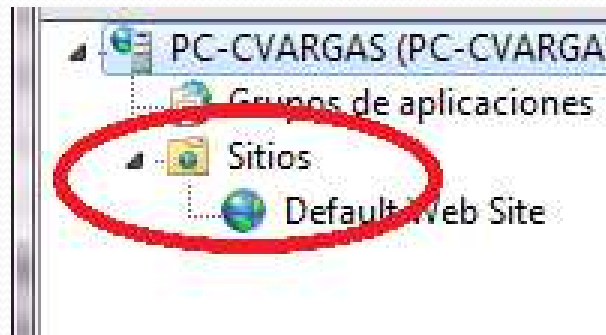 PC-CVARGAS (PC-CVARGA
Grupos de aplicaciones
Sitios
Default Web Site